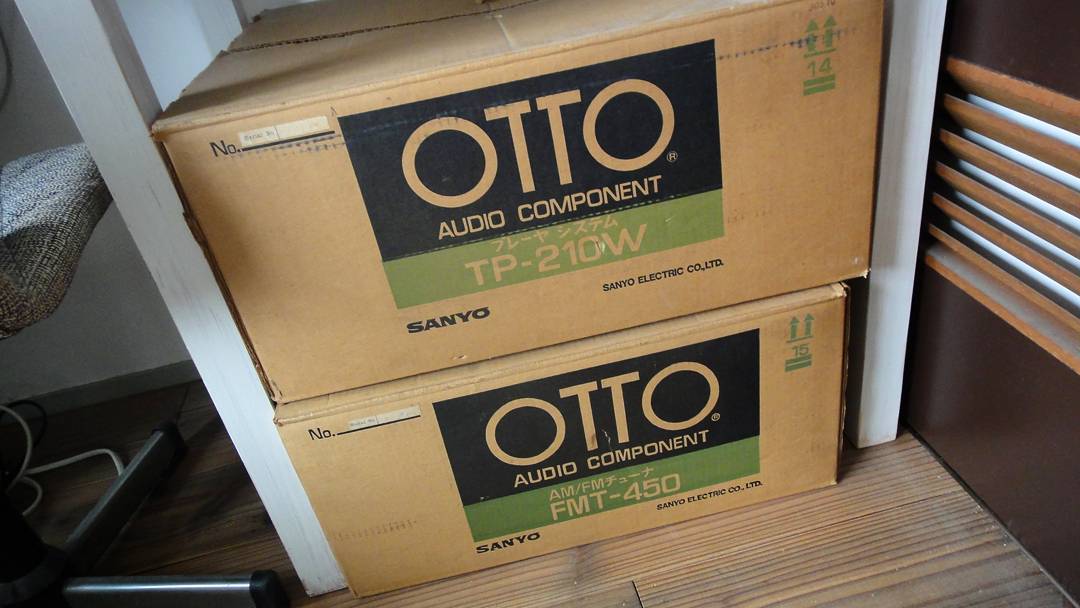 No.
Serial No
OTTO®
AUDIO COMPONENT
プレーヤシステム
TP-210W
SANYO
SANYO ELECTRIC CO.,LTD.
14
No.
OTTO®
AUDIO COMPONENT
AM/FMチューナ
FMT-450
SANYO
SANYO ELECTRIC CO., LTD.
15